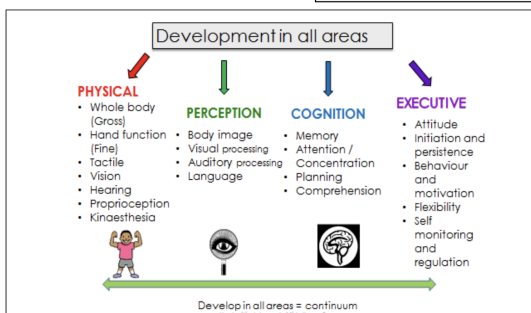 Development in all areas
PHYSICAL
• Whole body
(Gross)
• Hand function
(Fine)
• Tactile
• Vision
• Hearing
• Proprioception
• Kinaesthesia
PERCEPTION
• Body image
• Visual processing
• Auditory processing
• Language
COGNITION
• Memory
• Attention /
Concentration
• Planning
• Comprehension
EXECUTIVE
• Attitude
• Initiation and
persistence
• Behaviour
and
motivation
• Flexibility
• Self
monitoring
and
regulation
Develop in all areas = continuum